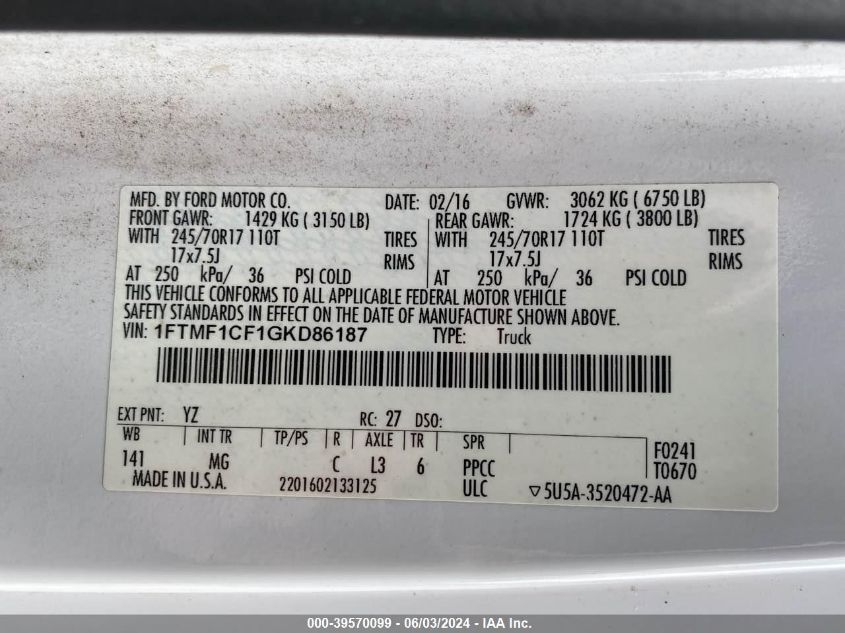 MFD. BY FORD MOTOR CO. DATE: 02/16 GVWR: 3062 KG ( 6750 LB)
FRONT GAWR: 1429 KG ( 3150 LB) REAR GAWR: 1724 KG ( 3800 LB)
WITH 245/70R17 110T TIRES WITH 245/70R17 110T TIRES
17x7.5J RIMS 17x7.5J RIMS
AT 250 kPa/ 36 PSI COLD AT 250 kPa/ 36 PSI COLD
THIS VEHICLE CONFORMS TO ALL APPLICABLE FEDERAL MOTOR VEHICLE
SAFETY STANDARDS IN EFFECT ON THE DATE OF MANUFACTURE SHOWN ABOVE.
VIN: 1FTMF1CF1GKD86187 TYPE: Truck
EXT PNT: YZ RC: 27 DSO:
WB INT TR TP/PS R AXLE TR SPR F0241
141 MG C L3 6 PPCC T0670
MADE IN U.S.A. 2201602133125 ULC ▽5U5A-3520472-AA
000-39570099 - 06/03/2024 - IAA Inc.